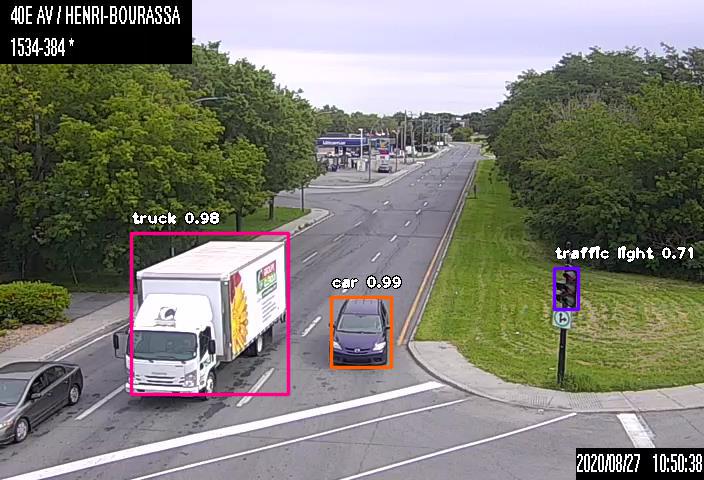 40E AV / HENRI-BOURASSA
1534-384 *
truck 0.98
car 0.99
traffic light 0.71
2020/08/27 10:50:38